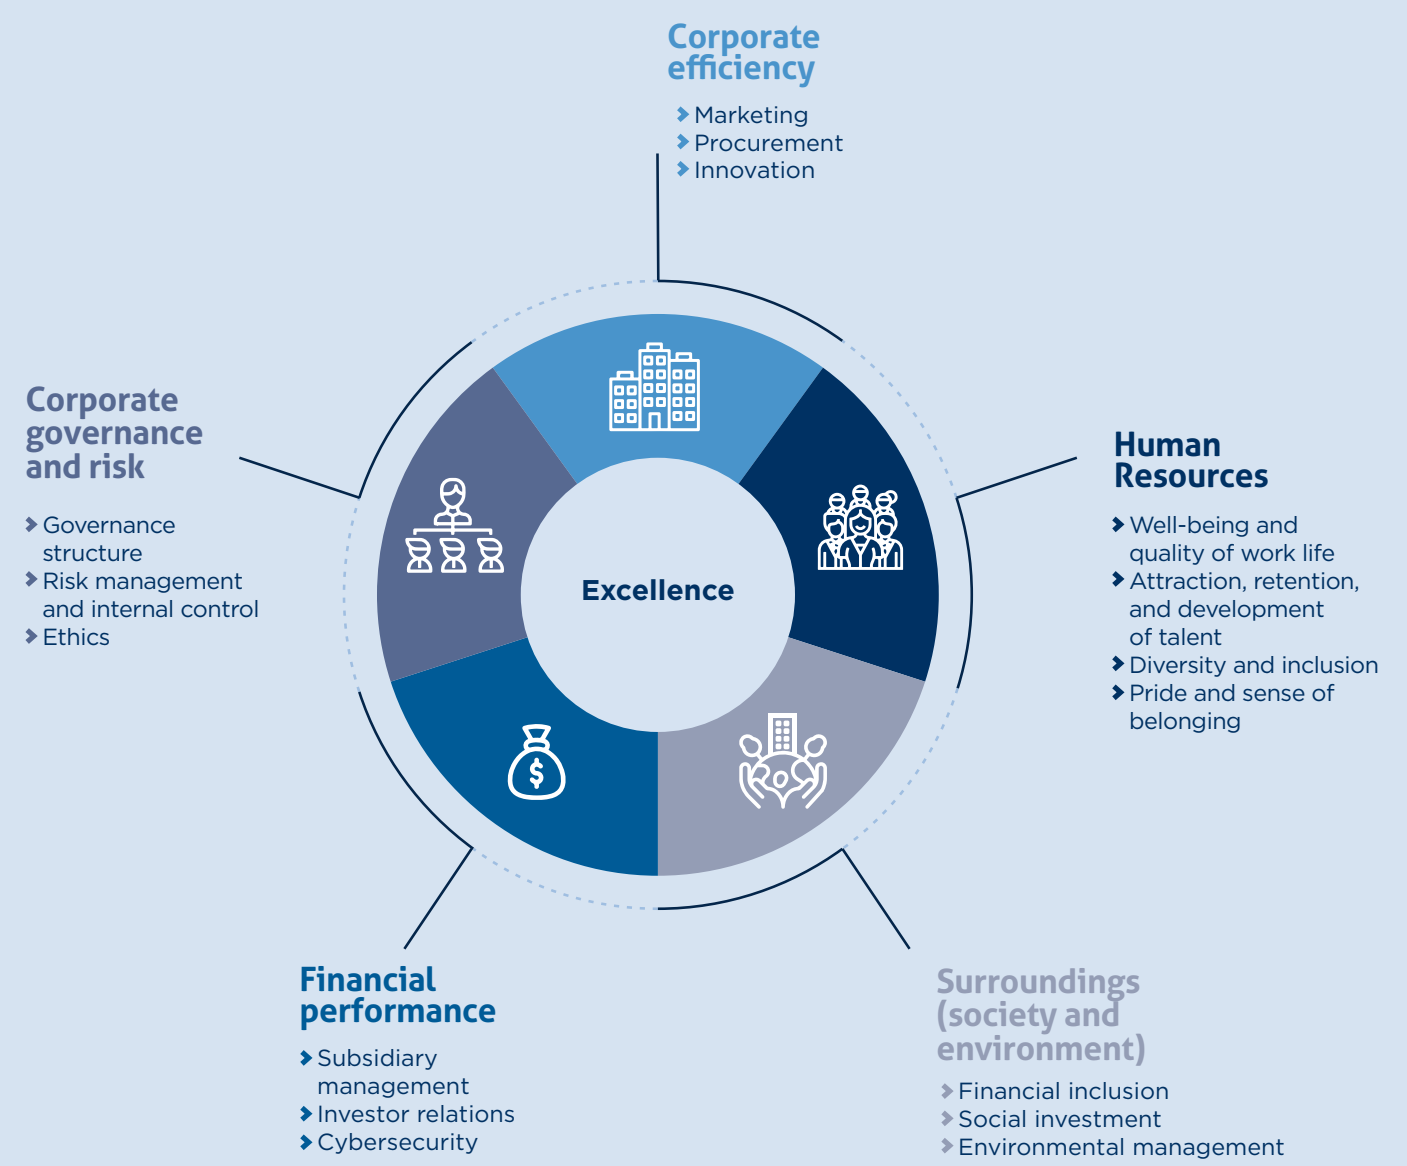 Corporate
efficiency
Marketing
Procurement
Innovation
Corporate
governance
and risk
Governance
structure
Risk management
and internal control
Ethics
Human
Resources
Well-being and
quality of work life
Attraction, retention,
and development
of talent
Diversity and inclusion
Pride and sense of
belonging
Excellence
$
Financial
performance
Subsidiary
management
Investor relations
Cybersecurity
Surroundings
(society and
environment)
Financial inclusion
Social investment
Environmental management